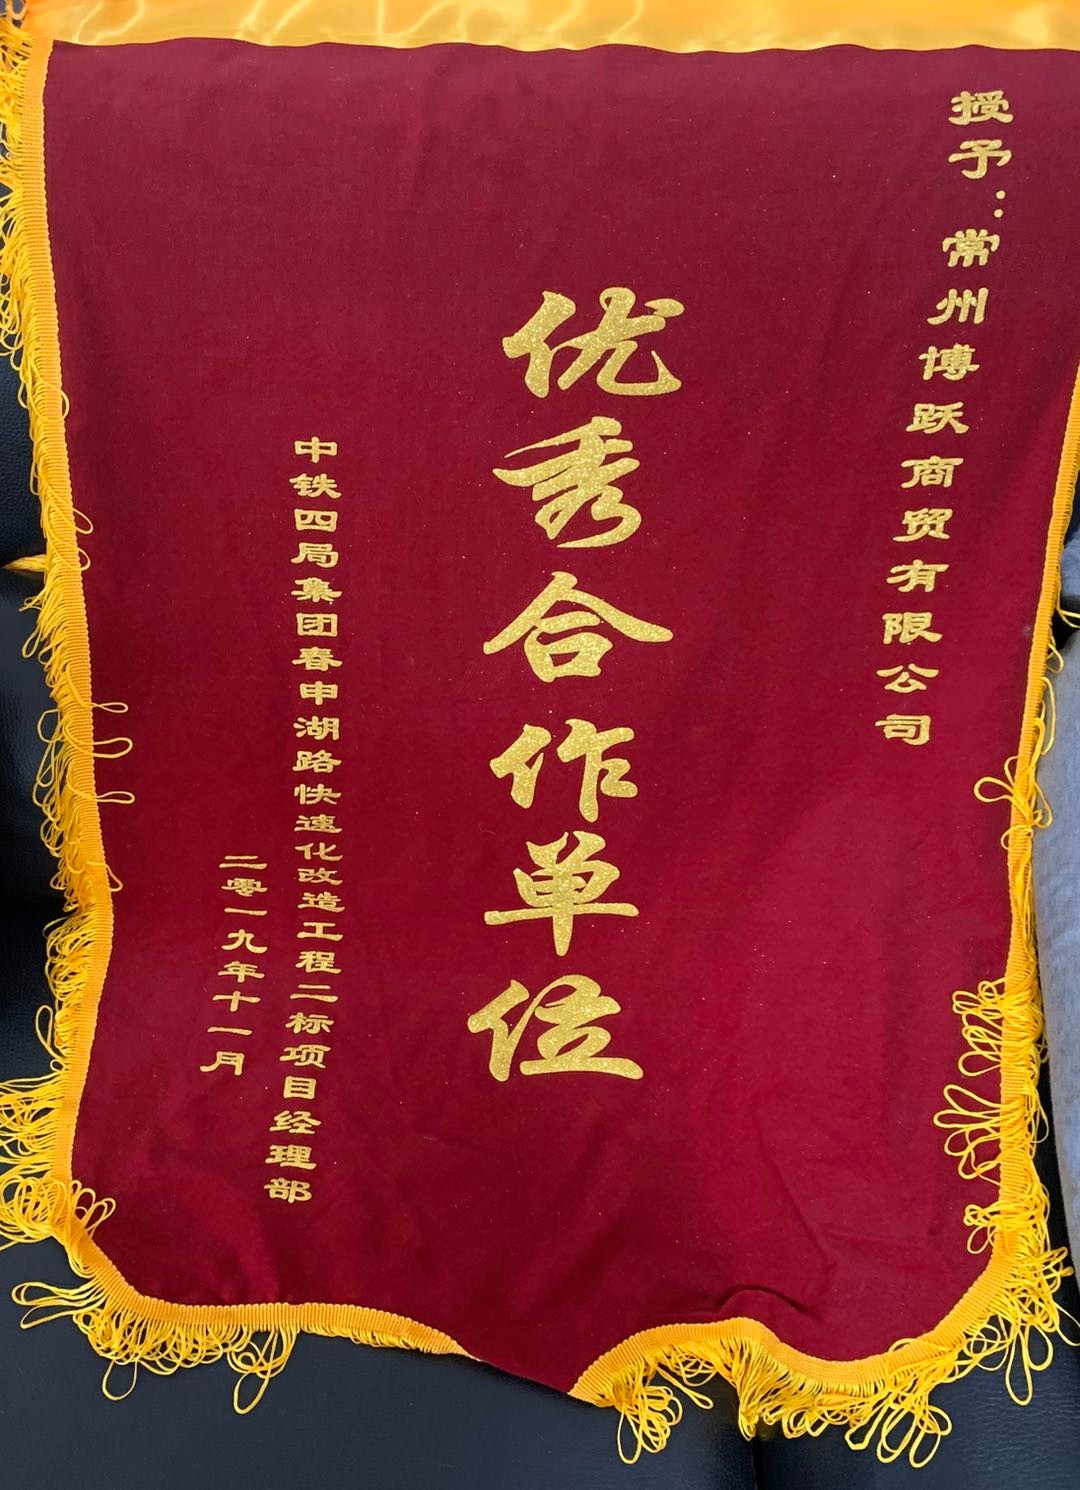 授予：常州博跃商贸有限公司
优秀合作单位
中铁四局集团春申湖路快速化改造工程二标项目经理部
二零一九年十一月